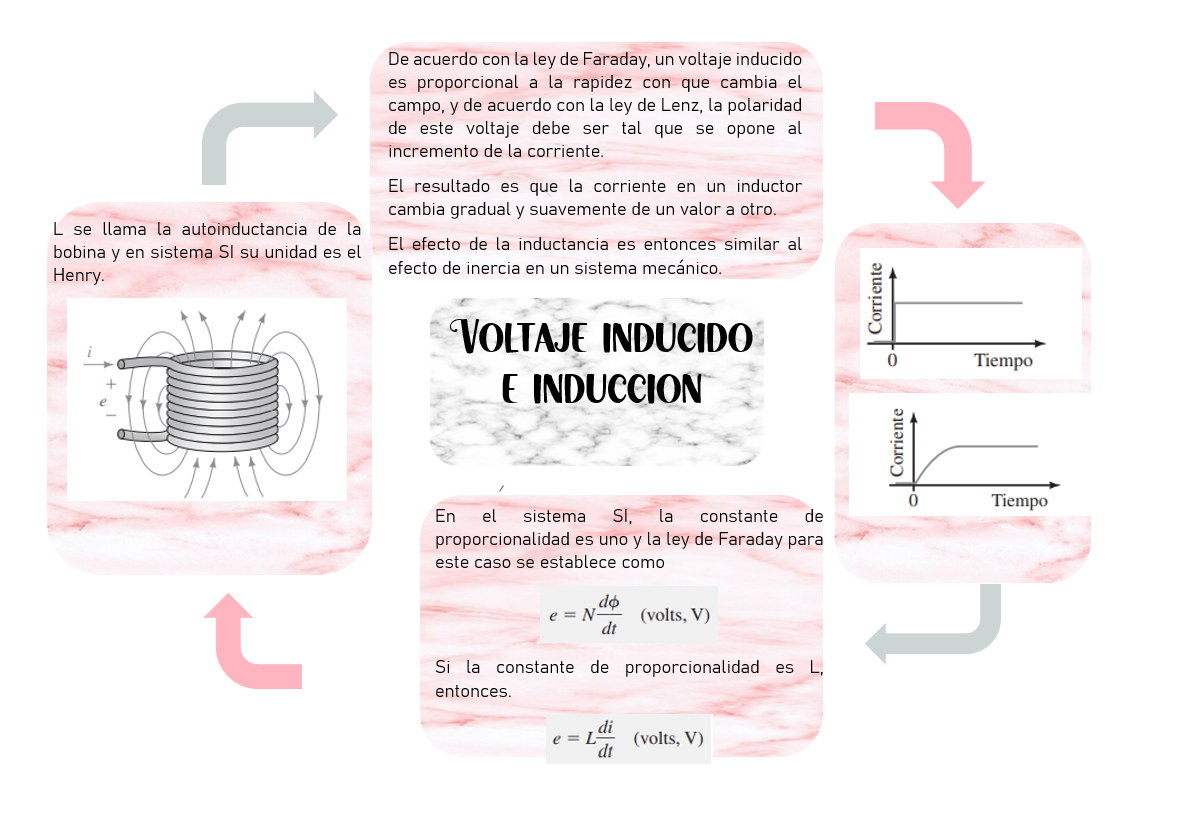 De acuerdo con la ley de Faraday, un voltaje inducido
es proporcional a la rapidez con que cambia el
campo, y de acuerdo con la ley de Lenz, la polaridad
de este voltaje debe ser tal que se opone al
incremento de la corriente.
El resultado es que la corriente en un inductor
cambia gradual y suavemente de un valor a otro.
El efecto de la inductancia es entonces similar al
efecto de inercia en un sistema mecánico.
L se llama la autoinductancia de la
bobina y en sistema SI su unidad es el
Henry.
i
+
e
−
VOLTAJE INDUCIDO
E INDUCCION
Corriente
0
Tiempo
Corriente
0
Tiempo
En el sistema SI, la constante de
proporcionalidad es uno y la ley de Faraday para
este caso se establece como
e = N dϕ/dt (volts, V)
Si la constante de proporcionalidad es L,
entonces.
e = L di/dt (volts, V)